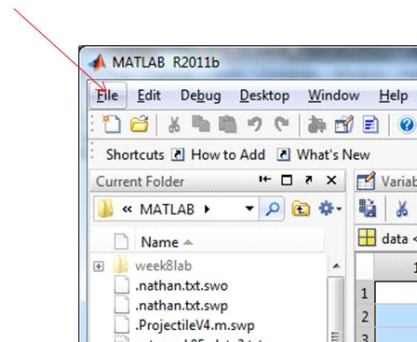 MATLAB R2011b
File Edit Debug Desktop Window Help
Shortcuts How to Add What's New
Current Folder
Variab
« MATLAB
Name
data <
week8lab
1
.nathan.txt.swo
1
.nathan.txt.swp
2
.ProjectileV4.m.swp
3